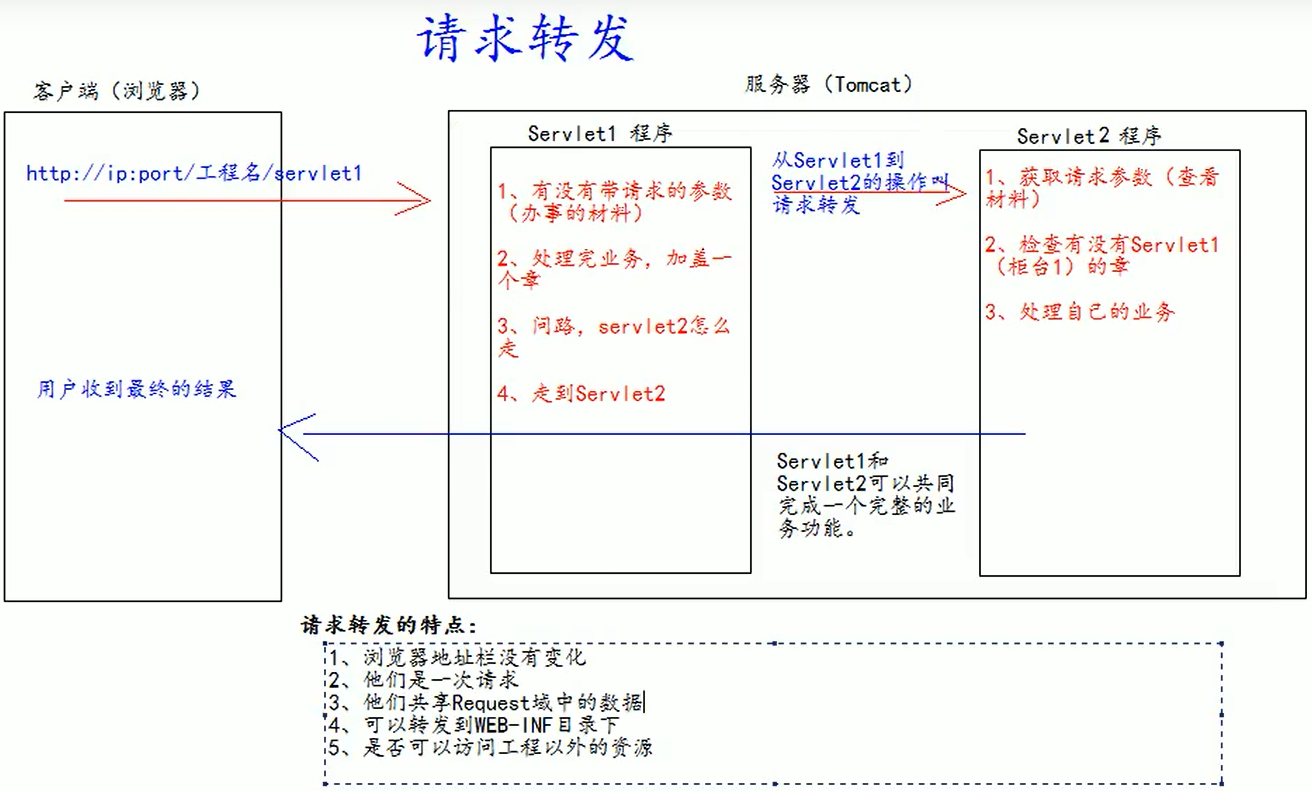 请求转发
客户端（浏览器）
服务器（Tomcat）
http://ip:port/工程名/servlet1
用户收到最终的结果
Servlet1 程序
1、有没有带请求的参数
（办事的材料）
2、处理完业务，加盖一
个章
3、问路，servlet2怎么
走
4、走到Servlet2
从Servlet1到
Servlet2的操作叫
请求转发
Servlet2 程序
1、获取请求参数（查看
材料）
2、检查有没有Servlet1
（柜台1）的章
3、处理自己的业务
Servlet1和
Servlet2可以共同
完成一个完整的业
务功能。
请求转发的特点：
1、浏览器地址栏没有变化
2、他们是一次请求
3、他们共享Request域中的数据
4、可以转发到WEB-INF目录下
5、是否可以访问工程以外的资源